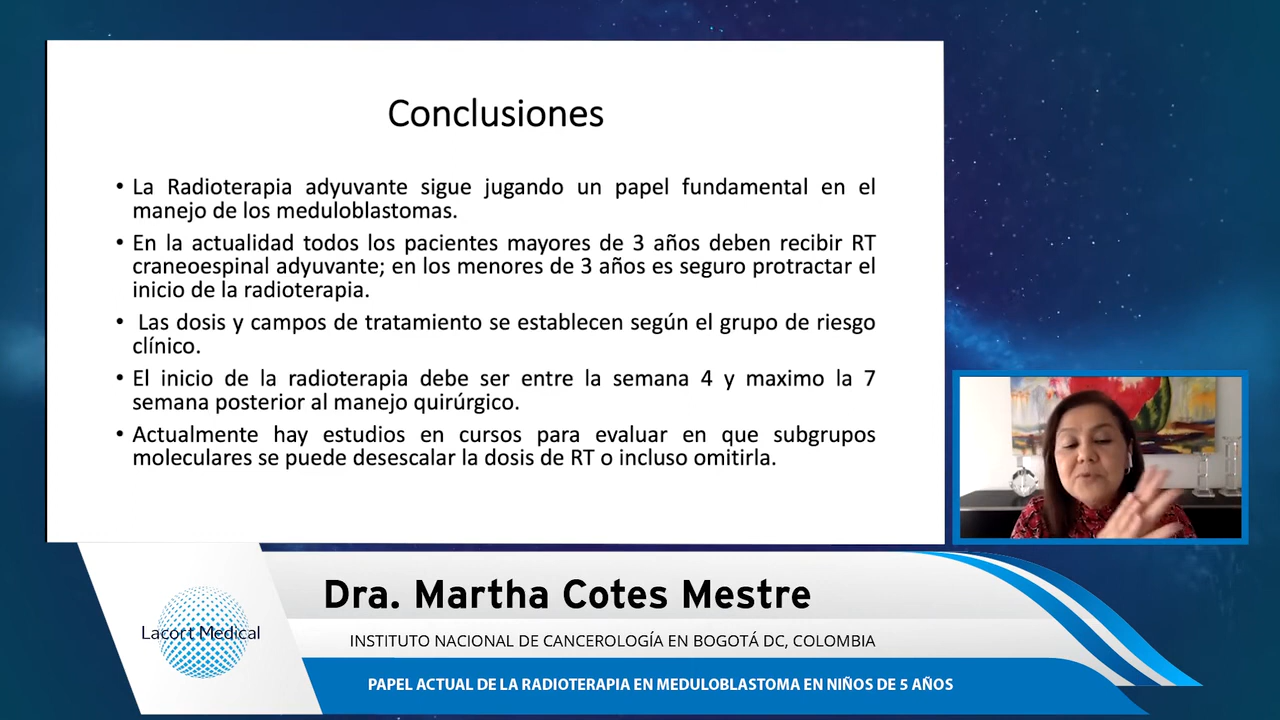 Conclusiones
• La Radioterapia adyuvante sigue jugando un papel fundamental en el
manejo de los meduloblastomas.
• En la actualidad todos los pacientes mayores de 3 años deben recibir RT
craneoespinal adyuvante; en los menores de 3 años es seguro protractar el
inicio de la radioterapia.
• Las dosis y campos de tratamiento se establecen según el grupo de riesgo
clínico.
• El inicio de la radioterapia debe ser entre la semana 4 y maximo la 7
semana posterior al manejo quirúrgico.
• Actualmente hay estudios en cursos para evaluar en que subgrupos
moleculares se puede desescalar la dosis de RT o incluso omitirla.
Dra. Martha Cotes Mestre
Lacort Medical
INSTITUTO NACIONAL DE CANCEROLOGÍA EN BOGOTÁ DC, COLOMBIA
PAPEL ACTUAL DE LA RADIOTERAPIA EN MEDULOBLASTOMA EN NIÑOS DE 5 AÑOS